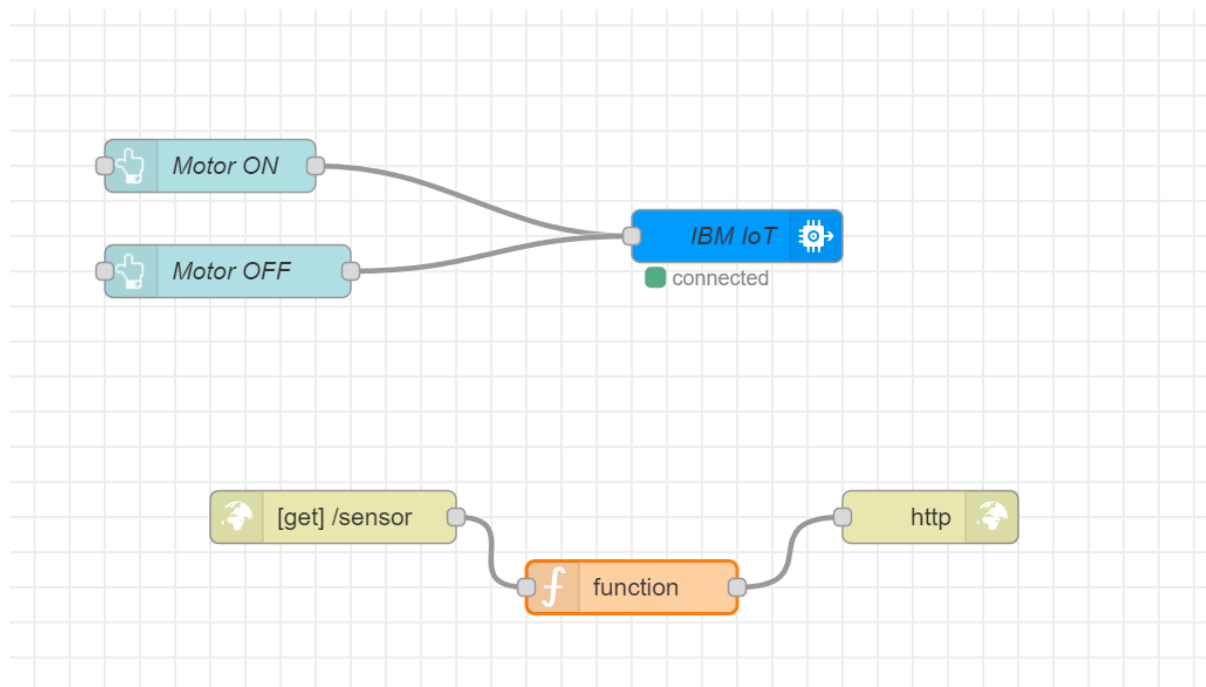 Motor ON
IBM IoT
Motor OFF
connected
[get] /sensor
http
function